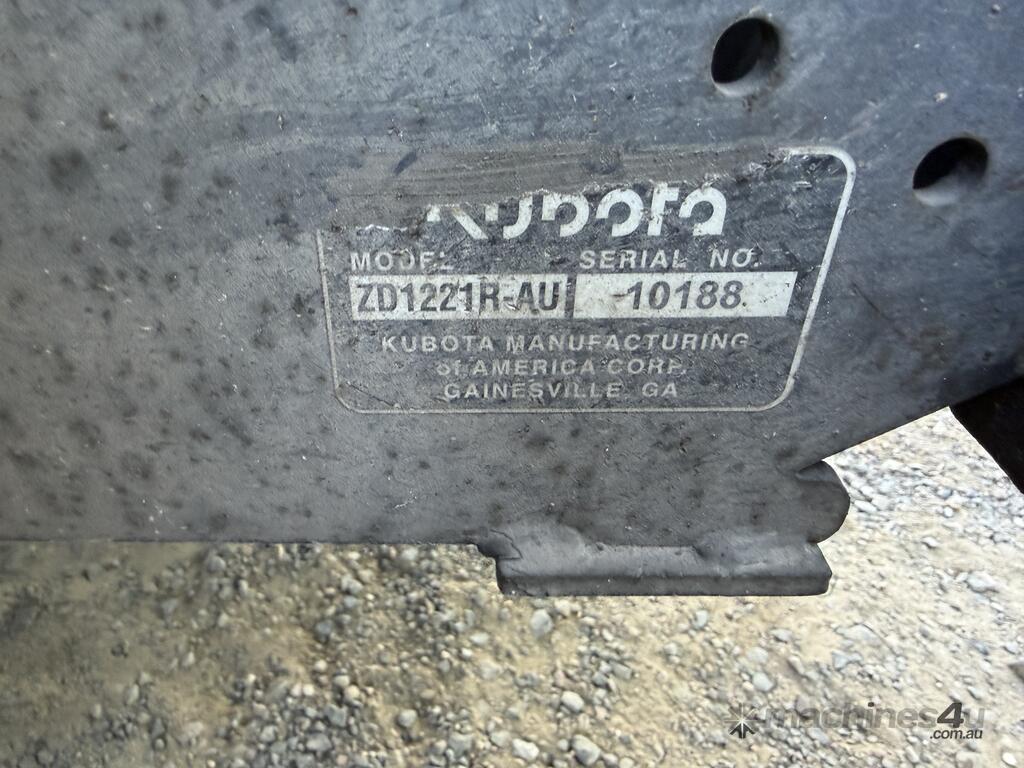 Kubota
MODEL SERIAL NO.
ZD1221R-AU 10188
KUBOTA MANUFACTURING
of AMERICA CORP.
GAINESVILLE GA
machines4u
.com.au